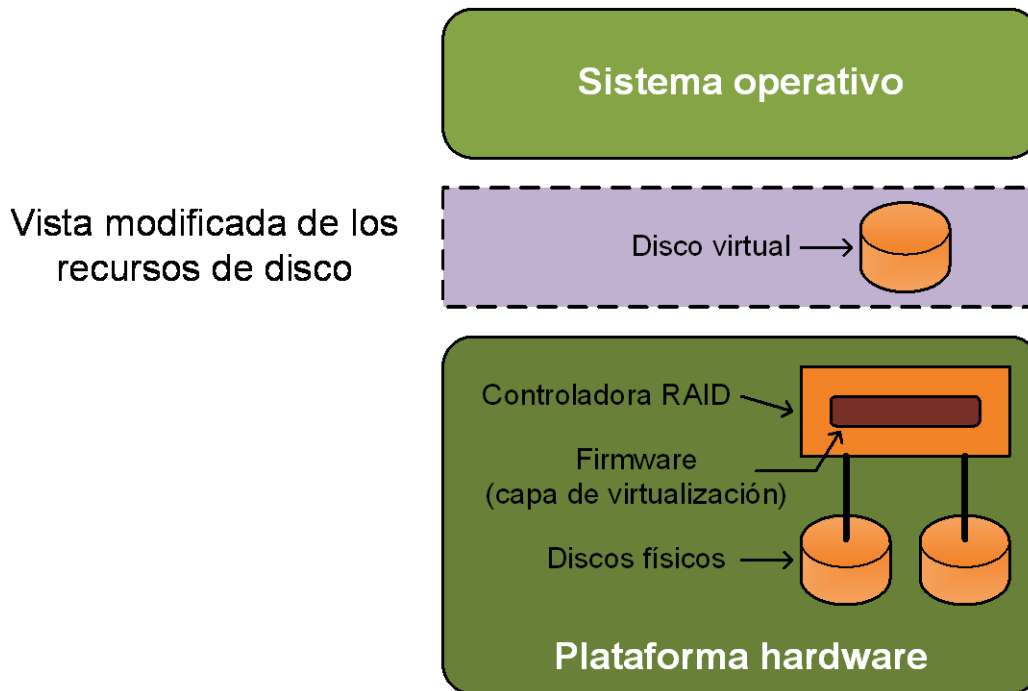 Sistema operativo
Vista modificada de los
recursos de disco
Disco virtual
Controladora RAID
Firmware
(capa de virtualización)
Discos físicos
Plataforma hardware